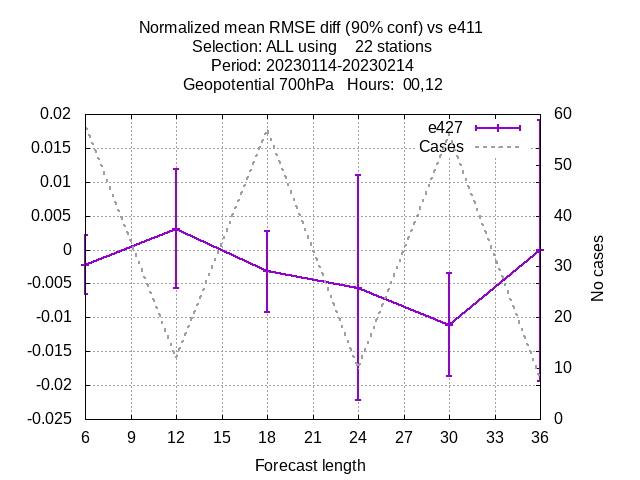 Normalized mean RMSE diff (90% conf) vs e411
Selection: ALL using    22 stations
Period: 20230114-20230214
Geopotential 700hPa   Hours:  00,12
e427
Cases
0.02
0.015
0.01
0.005
0
-0.005
-0.01
-0.015
-0.02
-0.025
60
50
40
30
20
10
0
No cases
6 9 12 15 18 21 24 27 30 33 36
Forecast length